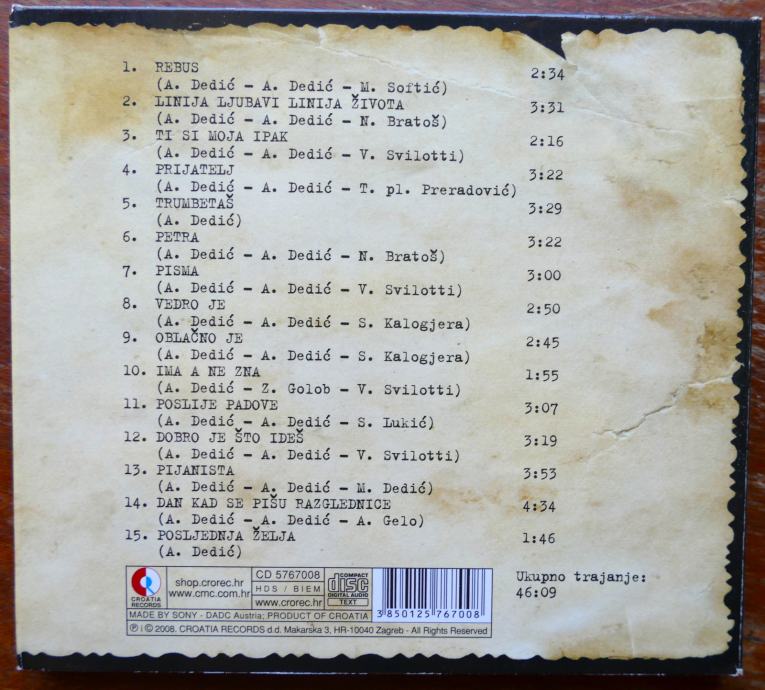 1. REBUS 2:34
(A. Dedić – A. Dedić – M. Softić)
2. LINIJA LJUBAVI LINIJA ŽIVOTA 3:31
(A. Dedić – A. Dedić – N. Bratoš)
3. TI SI MOJA IPAK 2:16
(A. Dedić – A. Dedić – V. Svilotti)
4. PRIJATELJ 3:22
(A. Dedić – A. Dedić – T. pl. Preradović)
5. TRUMBETAŠ 3:29
(A. Dedić)
6. PETRA 3:22
(A. Dedić – A. Dedić – N. Bratoš)
7. PISMA 3:00
(A. Dedić – A. Dedić – V. Svilotti)
8. VEDRO JE 2:50
(A. Dedić – A. Dedić – S. Kalogjera)
9. OBLAČNO JE 2:45
(A. Dedić – A. Dedić – S. Kalogjera)
10. IMA A NE ZNA 1:55
(A. Dedić – Z. Golob – V. Svilotti)
11. POSLIJE PADOVE 3:07
(A. Dedić – A. Dedić – S. Lukić)
12. DOBRO JE ŠTO IDEŠ 3:19
(A. Dedić – A. Dedić – V. Svilotti)
13. PIJANISTA 3:53
(A. Dedić – A. Dedić – M. Dedić)
14. DAN KAD SE PIŠU RAZGLEDNICE 4:34
(A. Dedić – A. Dedić – A. Gelo)
15. POSLJEDNJA ŽELJA 1:46
(A. Dedić)
Ukupno trajanje:
46:09
CROATIA
RECORDS
shop.crorec.hr
www.cmc.com.hr
CD 5767008
HDS / BIEM
www.crorec.hr
COMPACT
disc
DIGITAL AUDIO
TEXT
3 850125 767008
MADE BY SONY - DADC Austria; PRODUCT OF CROATIA
℗ i © 2008. CROATIA RECORDS d.d. Makarska 3, HR-10040 Zagreb - All Rights Reserved